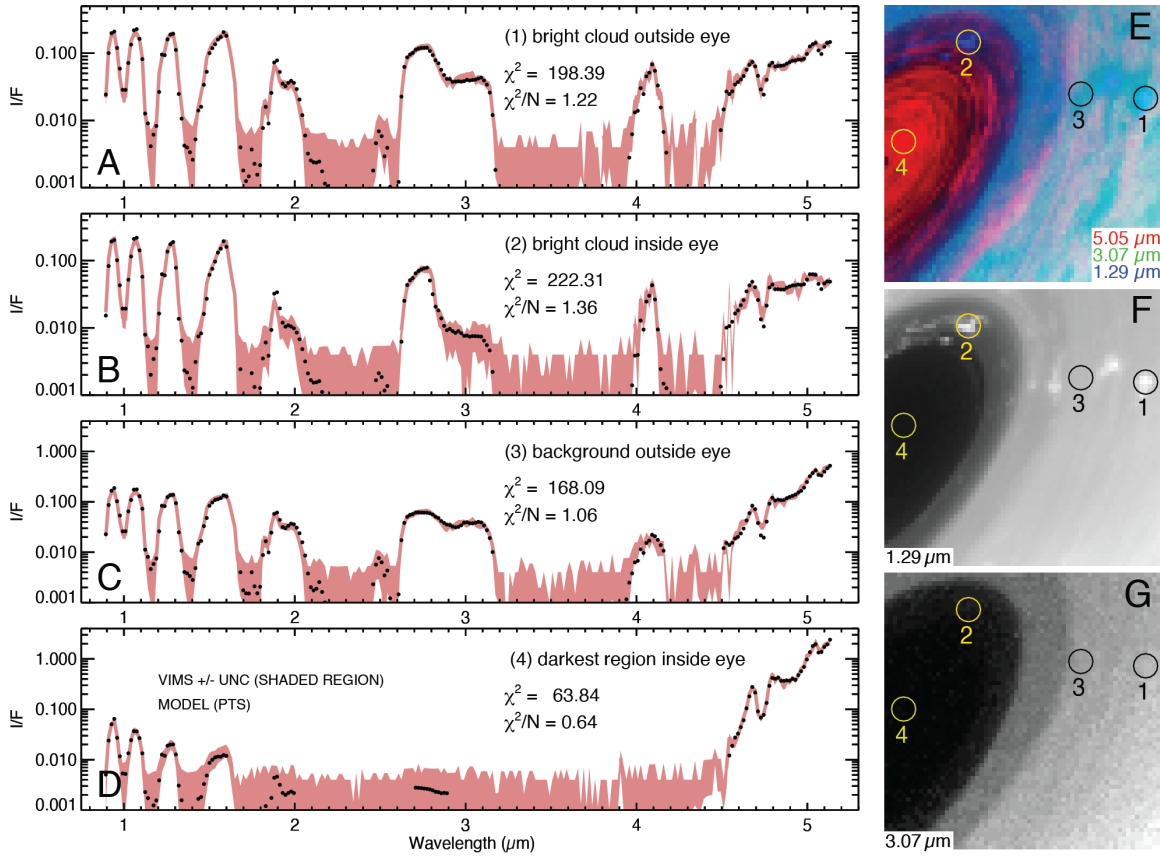 A
(1) bright cloud outside eye
χ² = 198.39
χ²/N = 1.22
I/F
0.100
0.010
0.001
1 2 3 4 5
B
(2) bright cloud inside eye
χ² = 222.31
χ²/N = 1.36
I/F
0.100
0.010
0.001
1 2 3 4 5
C
(3) background outside eye
χ² = 168.09
χ²/N = 1.06
I/F
1.000
0.100
0.010
0.001
1 2 3 4 5
D
VIMS +/- UNC (SHADED REGION)
MODEL (PTS)
(4) darkest region inside eye
χ² = 63.84
χ²/N = 0.64
I/F
1.000
0.100
0.010
0.001
1 2 3 4 5
Wavelength (µm)
E
2
3
1
4
5.05 µm
3.07 µm
1.29 µm
F
2
3
1
4
1.29 µm
G
2
3
1
4
3.07 µm